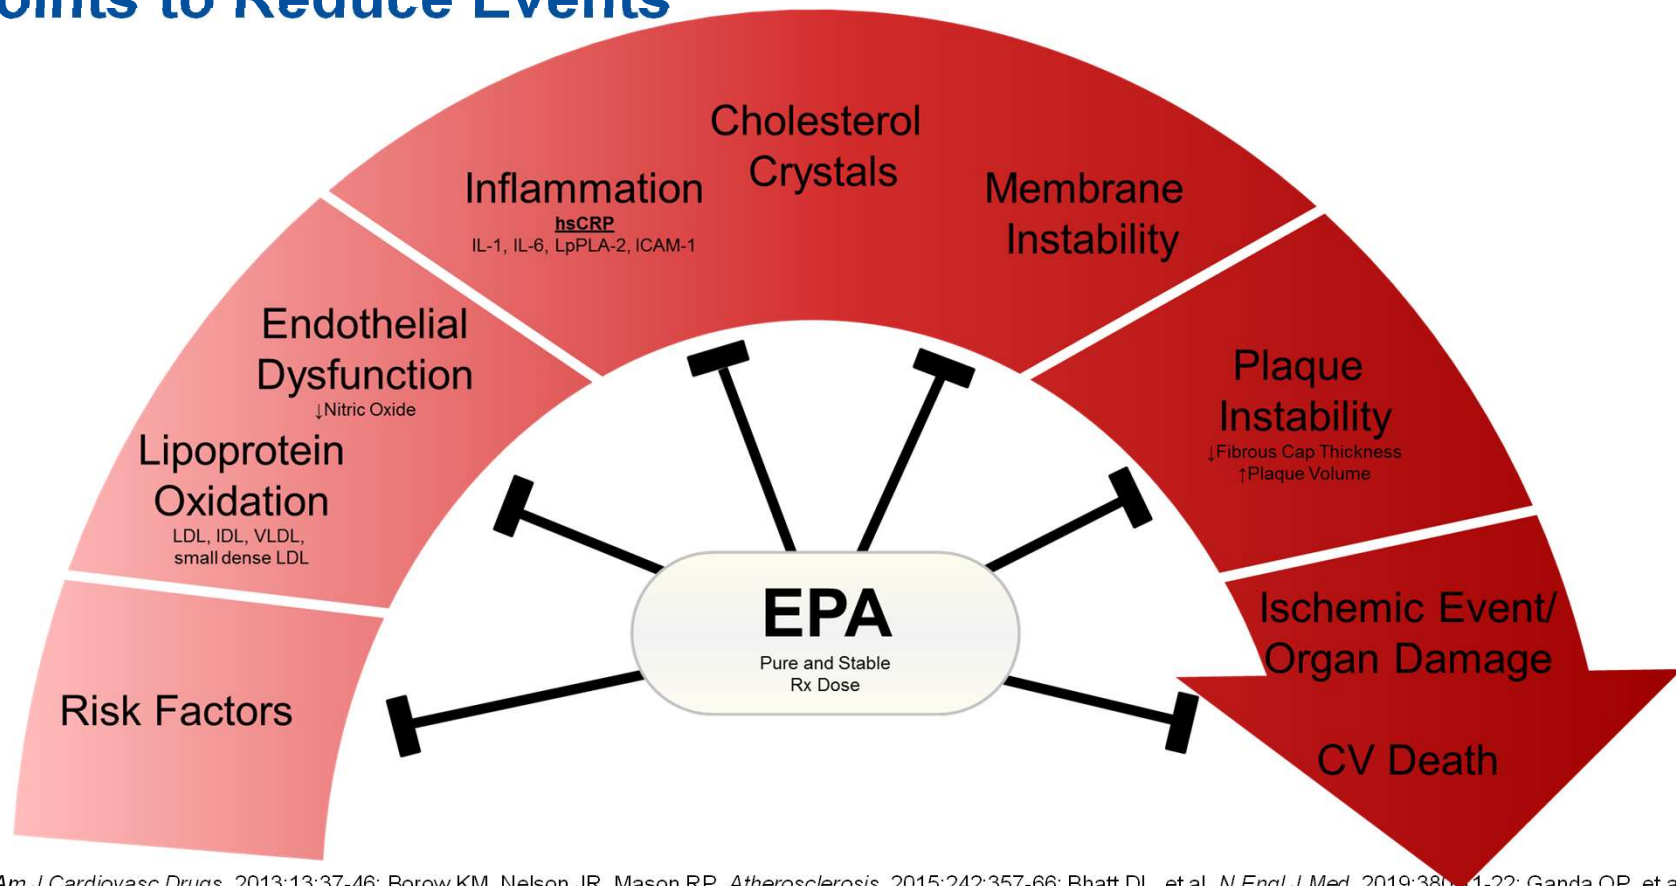 to Reduce Events
Cholesterol
Crystals
Inflammation
hsCRP
IL-1, IL-6, LpPLA-2, ICAM-1
Membrane
Instability
Endothelial
Dysfunction
↓Nitric Oxide
Lipoprotein
Oxidation
LDL, IDL, VLDL,
small dense LDL
Risk Factors
Plaque
Instability
↓Fibrous Cap Thickness
↑Plaque Volume
Ischemic Event/
Organ Damage
CV Death
EPA
Pure and Stable
Rx Dose
Am J Cardiovasc Drugs. 2013;13:37-46; Borow KM, Nelson JR, Mason RP. Atherosclerosis. 2015;242:357-66; Bhatt DL, et al. N Engl J Med. 2019;380 1-22; Ganda OP, et